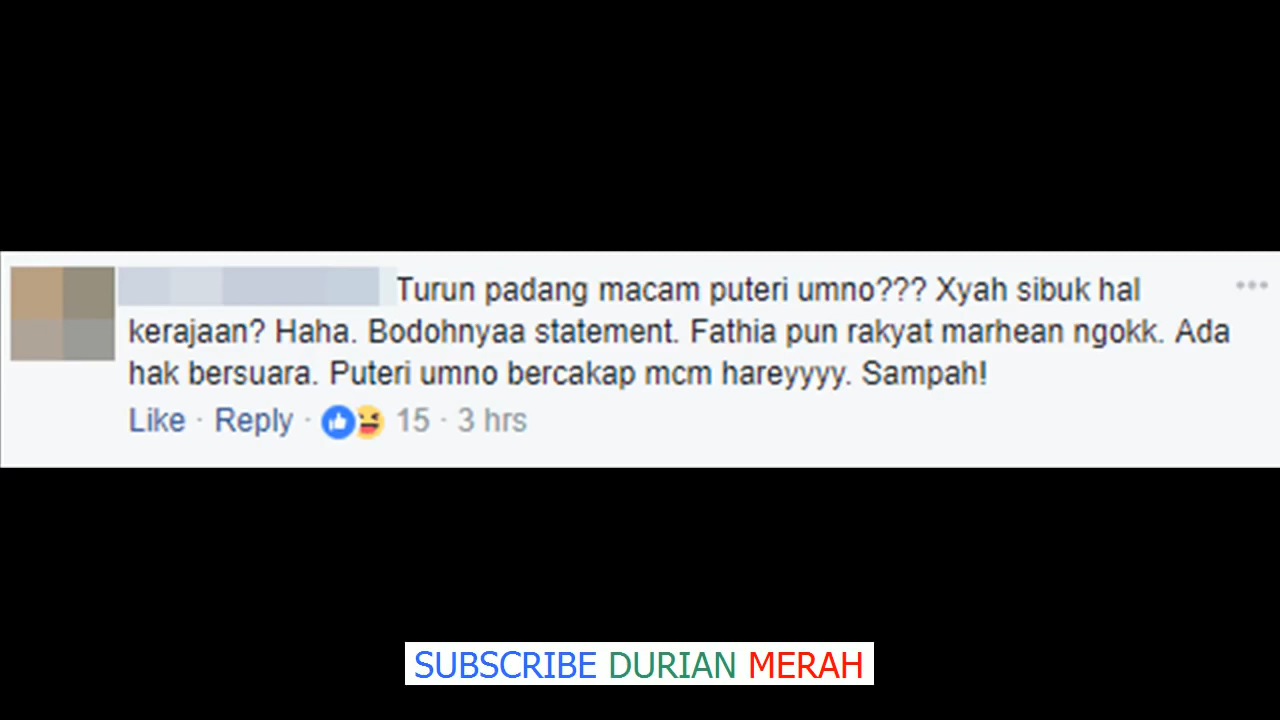 Turun padang macam puteri umno??? Xyah sibuk hal
kerajaan? Haha. Bodohnyaa statement. Fathia pun rakyat marhean ngokk. Ada
hak bersuara. Puteri umno bercakap mcm hareyyyy. Sampah!
Like · Reply · 15 · 3 hrs
SUBSCRIBE DURIAN MERAH